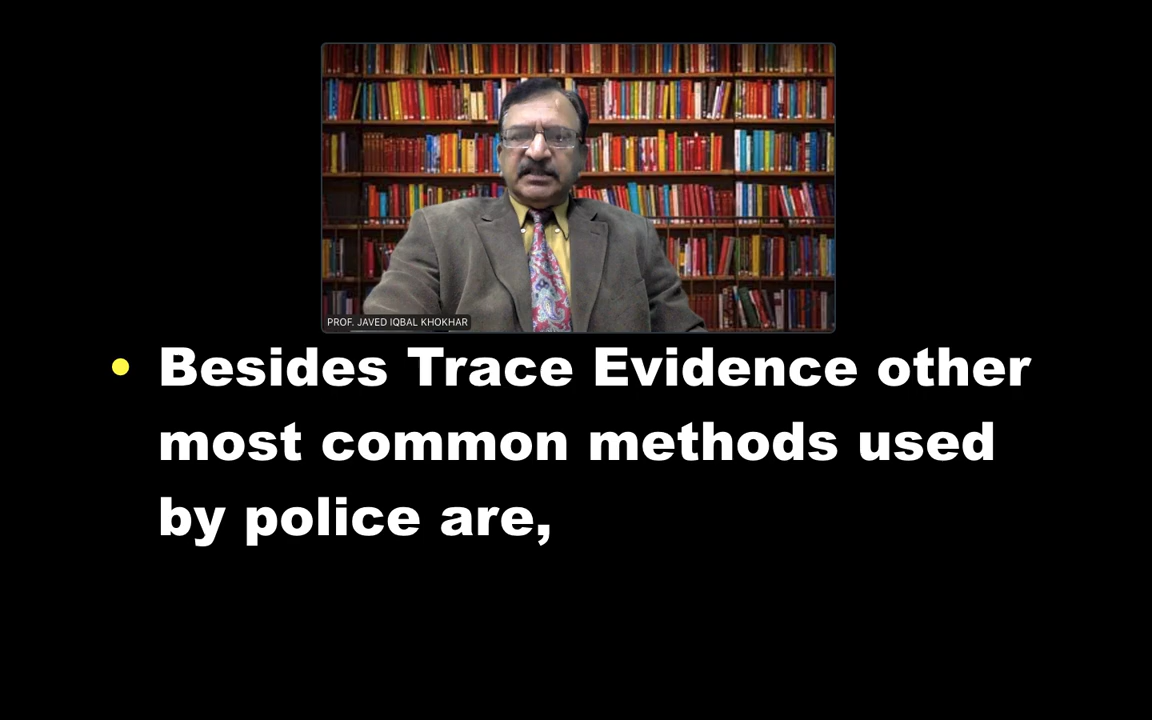 PROF. JAVED IQBAL KHOKHAR
• Besides Trace Evidence other
most common methods used
by police are,